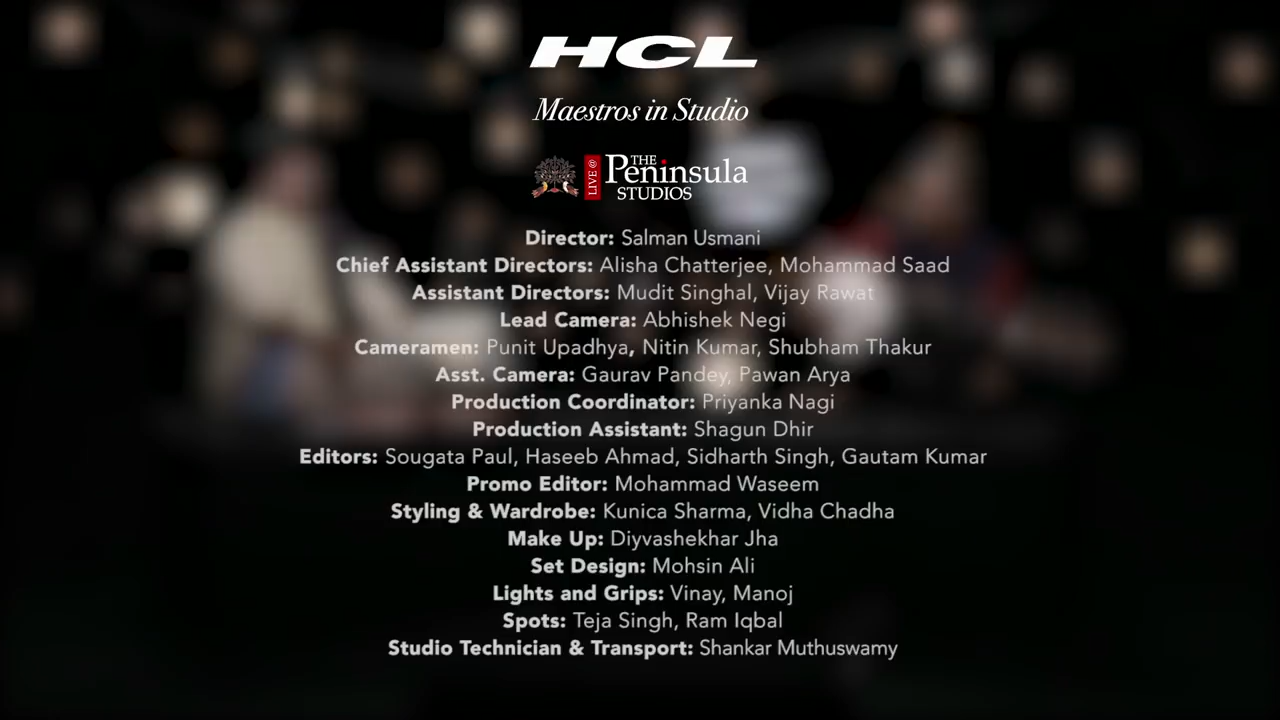 HCL
Maestros in Studio
LIVE @ THE Peninsula STUDIOS
Director: Salman Usmani
Chief Assistant Directors: Alisha Chatterjee, Mohammad Saad
Assistant Directors: Mudit Singhal, Vijay Rawat
Lead Camera: Abhishek Negi
Cameramen: Punit Upadhya, Nitin Kumar, Shubham Thakur
Asst. Camera: Gaurav Pandey, Pawan Arya
Production Coordinator: Priyanka Nagi
Production Assistant: Shagun Dhir
Editors: Sougata Paul, Haseeb Ahmad, Sidharth Singh, Gautam Kumar
Promo Editor: Mohammad Waseem
Styling & Wardrobe: Kunica Sharma, Vidha Chadha
Make Up: Diyvashekhar Jha
Set Design: Mohsin Ali
Lights and Grips: Vinay, Manoj
Spots: Teja Singh, Ram Iqbal
Studio Technician & Transport: Shankar Muthuswamy